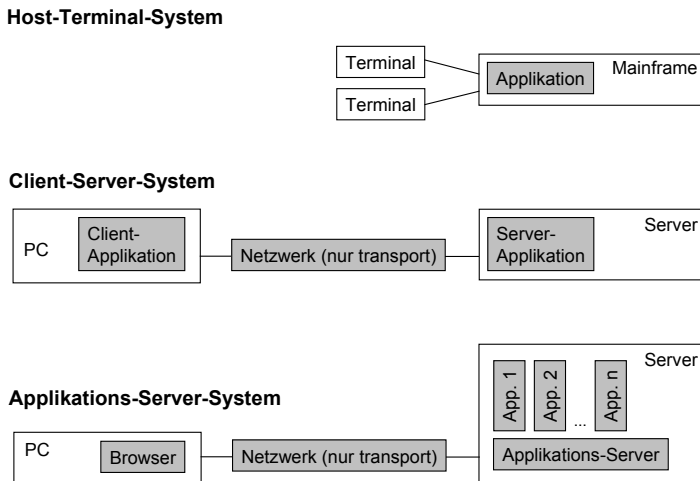 Host-Terminal-System
Terminal
Terminal
Applikation
Mainframe
Client-Server-System
PC
Client-
Applikation
Netzwerk (nur transport)
Server-
Applikation
Server
Applikations-Server-System
PC
Browser
Netzwerk (nur transport)
Server
App. 1
App. 2
...
App. n
Applikations-Server